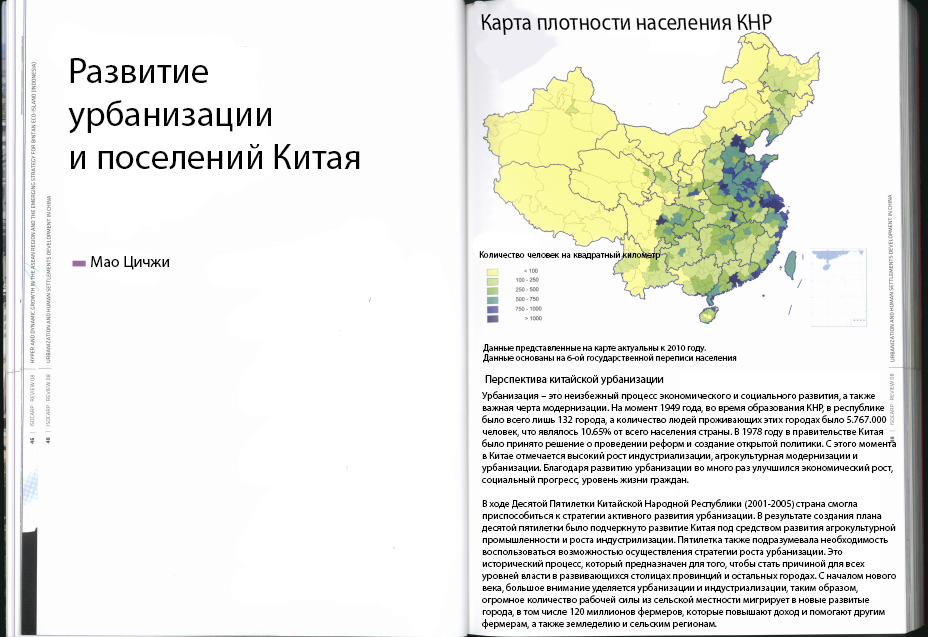 Развитие
урбанизации
и поселений Китая
Мао Цичжи
HYPER AND DYNAMIC GROWTH IN THE ASEAN REGION AND THE EMERGING STRATEGY FOR BINTAN ECO-ISLAND (INDONESIA)
URBANIZATION AND HUMAN SETTLEMENTS DEVELOPMENT IN CHINA
46 | ISOCARP · REVIEW 08
48 | ISOCARP · REVIEW 08
Карта плотности населения КНР
Количество человек на квадратный километр
< 100
100 - 250
250 - 500
500 - 750
750 - 1000
> 1000
Данные представленные на карте актуальны к 2010 году.
Данные основаны на 6-ой государственной переписи населения
Перспектива китайской урбанизации
Урбанизация – это неизбежный процесс экономического и социального развития, а также
важная черта модернизации. На момент 1949 года, во время образования КНР, в республике
было всего лишь 132 города, а количество людей проживающих этих городах было 5.767.000
человек, что являлось 10.65% от всего населения страны. В 1978 году в правительстве Китая
было принято решение о проведении реформ и создание открытой политики. С этого момента
в Китае отмечается высокий рост индустриализации, агрокультурная модернизации и
урбанизации. Благодаря развитию урбанизации во много раз улучшился экономический рост,
социальный прогресс, уровень жизни граждан.
В ходе Десятой Пятилетки Китайской Народной Республики (2001-2005) страна смогла
приспособиться к стратегии активного развития урбанизации. В результате создания плана
десятой пятилетки было подчеркнуто развитие Китая под средством развития агрокультурной
промышленности и роста индустрилизации. Пятилетка также подразумевала необходимость
воспользоваться возможностью осуществления стратегии роста урбанизации. Это
исторический процесс, который предназначен для того, чтобы стать причиной для всех
уровней власти в развивающихся столицах провинций и остальных городах. С началом нового
века, большое внимание уделяется урбанизации и индустриализации, таким образом,
огромное количество рабочей силы из сельской местности мигрирует в новые развитые
города, в том числе 120 миллионов фермеров, которые повышают доход и помогают другим
фермерам, а также земледелию и сельским регионам.
URBANIZATION AND HUMAN SETTLEMENTS DEVELOPMENT IN CHINA
ISOCARP · REVIEW 08